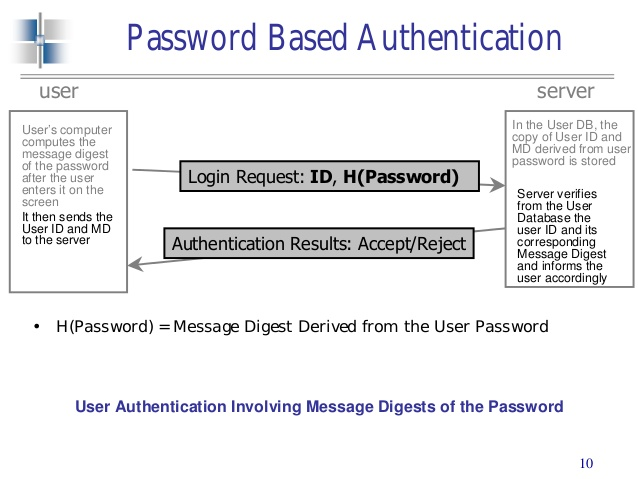 Password Based Authentication
user
server
User's computer
computes the
message digest
of the password
after the user
enters it on the
screen
It then sends the
User ID and MD
to the server
Login Request: ID, H(Password)
Authentication Results: Accept/Reject
In the User DB, the
copy of User ID and
MD derived from user
password is stored
Server verifies
from the User
Database the
user ID and its
corresponding
Message Digest
and informs the
user accordingly
• H(Password) = Message Digest Derived from the User Password
User Authentication Involving Message Digests of the Password
10